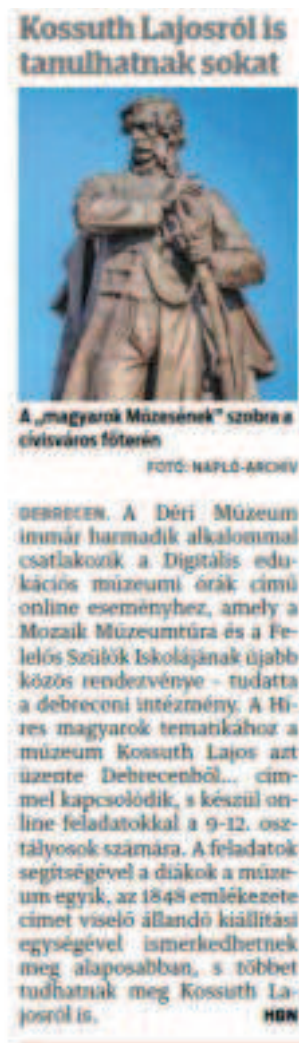 Kossuth Lajosról is
tanulhatnak sokat
A „magyarok Mózesének” szobra a
cívisváros főterén
FOTÓ: NAPLÓ-ARCHÍV
DEBRECEN. A Déri Múzeum
immár harmadik alkalommal
csatlakozik a Digitális edu-
kációs múzeumi órák című
online eseményhez, amely a
Mozaik Múzeumtúra és a Fe-
lelős Szülők Iskolájának újabb
közös rendezvénye – tudatta
a debreceni intézmény. A Hí-
res magyarok tematikához a
múzeum Kossuth Lajos azt
üzente Debrecenből... cím-
mel kapcsolódik, s készül on-
line feladatokkal a 9-12. osz-
tályosok számára. A feladatok
segítségével a diákok a múze-
um egyik, az 1848 emlékezete
címet viselő állandó kiállítási
egységével ismerkedhetnek
meg alaposabban, s többet
tudhatnak meg Kossuth La-
josról is. HBN